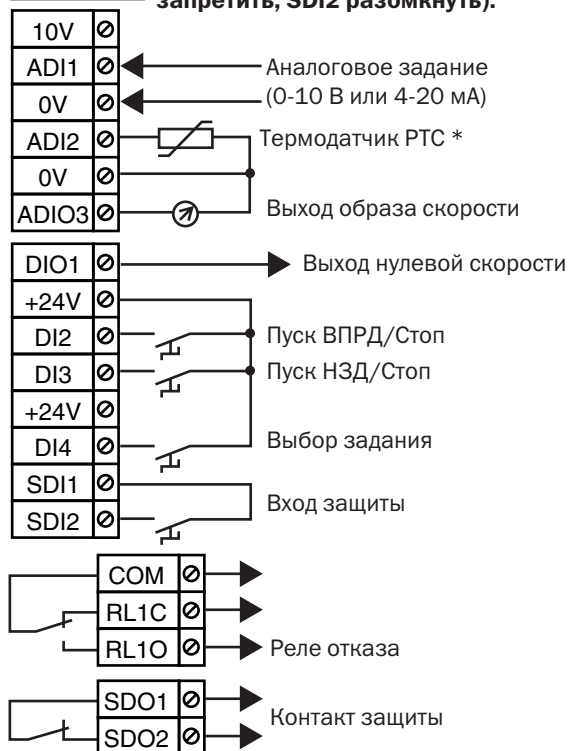 запретить, SDI2 разомкнуть).
10V
ADI1 Аналоговое задание
0V (0-10 В или 4-20 мА)
ADI2 Термодатчик PTC *
0V
ADIO3 Выход образа скорости
DIO1 Выход нулевой скорости
+24V
DI2 Пуск ВПРД/Стоп
DI3 Пуск НЗД/Стоп
+24V
DI4 Выбор задания
SDI1
Вход защиты
SDI2
COM
RL1C
RL1O Реле отказа
SDO1
Контакт защиты
SDO2